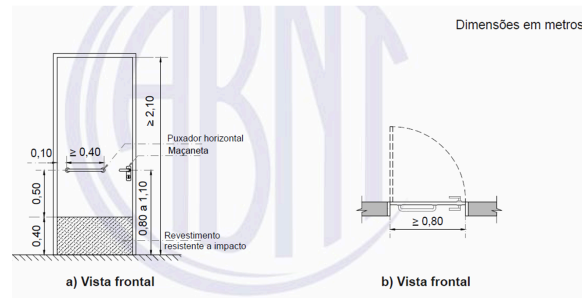 Dimensões em metros
ABNT
≥ 2,10
Puxador horizontal
0,10
≥ 0,40
Maçaneta
0,50
0,80 a 1,10
0,40
Revestimento
resistente a impacto
≥ 0,80
a) Vista frontal
b) Vista frontal